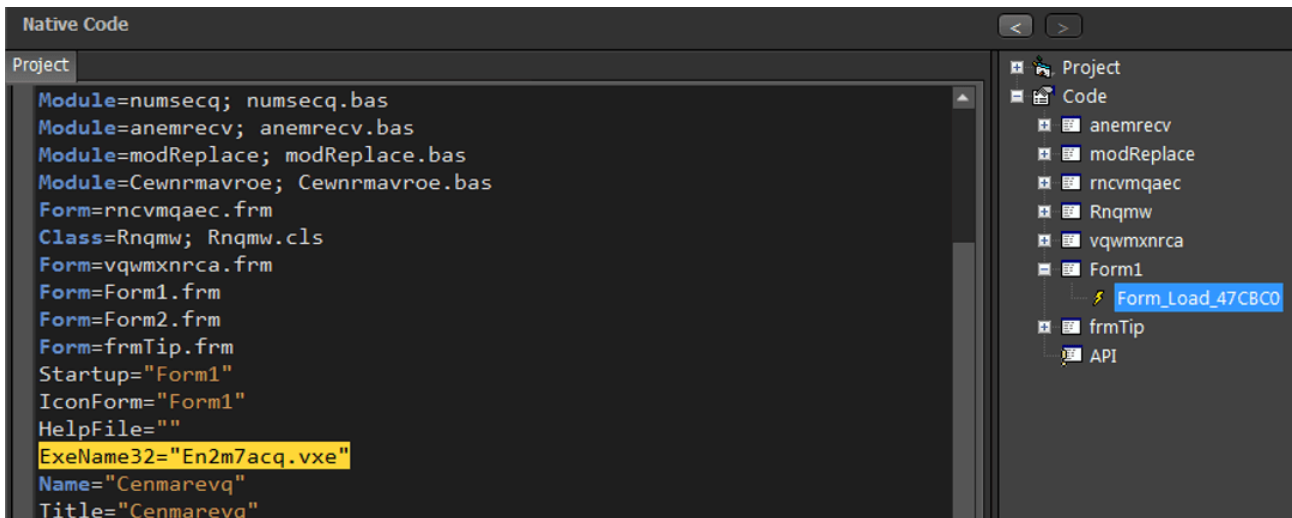 Native Code
< >
Project
Module=numsecq; numsecq.bas
Module=anemrecv; anemrecv.bas
Module=modReplace; modReplace.bas
Module=Cewnrmavroe; Cewnrmavroe.bas
Form=rncvmqaec.frm
Class=Rnqmw; Rnqmw.cls
Form=vqwmxnrca.frm
Form=Form1.frm
Form=Form2.frm
Form=frmTip.frm
Startup="Form1"
IconForm="Form1"
HelpFile=""
ExeName32="En2m7acq.vxe"
Name="Cenmarevq"
Title="Cenmarevq"
Project
Code
anemrecv
modReplace
rncvmqaec
Rnqmw
vqwmxnrca
Form1
Form_Load_47CBC0
frmTip
API